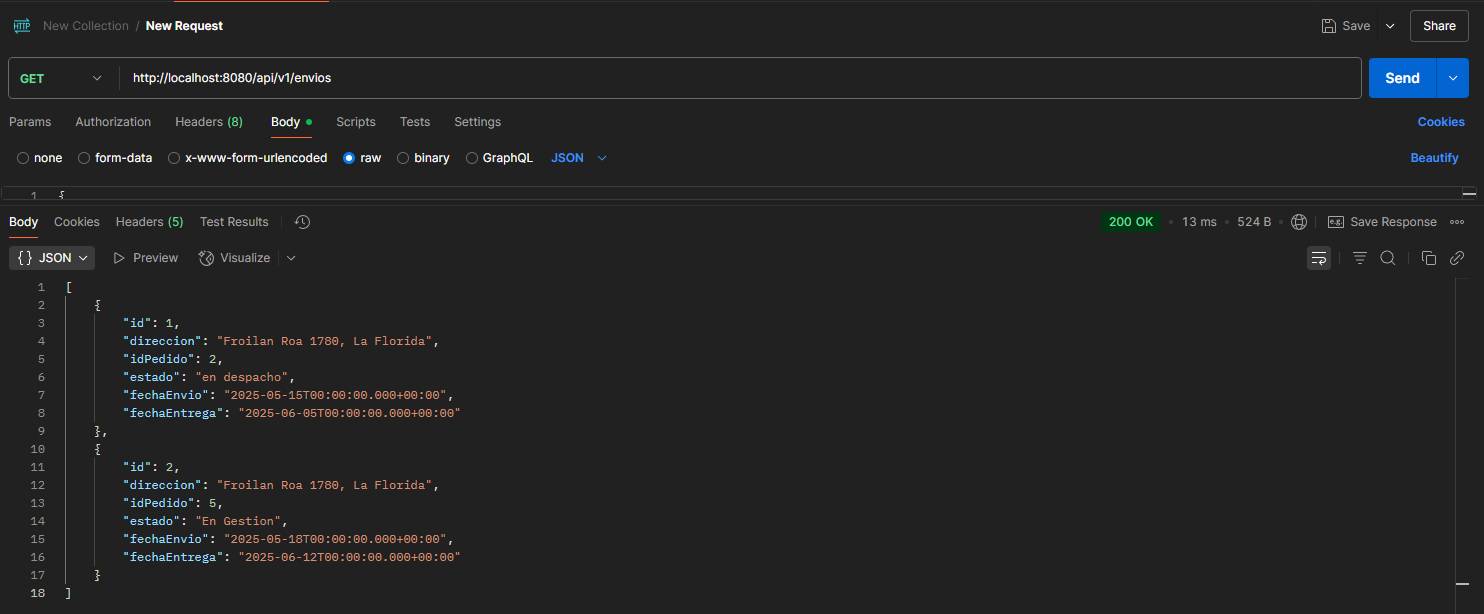 HTTP New Collection / New Request Save Share
GET http://localhost:8080/api/v1/envios Send
Params Authorization Headers (8) Body Scripts Tests Settings Cookies
none form-data x-www-form-urlencoded raw binary GraphQL JSON Beautify
1 {
Body Cookies Headers (5) Test Results 200 OK • 13 ms • 524 B • e.g. Save Response
{} JSON Preview Visualize
1 [
2 {
3 "id": 1,
4 "direccion": "Froilan Roa 1780, La Florida",
5 "idPedido": 2,
6 "estado": "en despacho",
7 "fechaEnvio": "2025-05-15T00:00:00.000+00:00",
8 "fechaEntrega": "2025-06-05T00:00:00.000+00:00"
9 },
10 {
11 "id": 2,
12 "direccion": "Froilan Roa 1780, La Florida",
13 "idPedido": 5,
14 "estado": "En Gestion",
15 "fechaEnvio": "2025-05-18T00:00:00.000+00:00",
16 "fechaEntrega": "2025-06-12T00:00:00.000+00:00"
17 }
18 ]